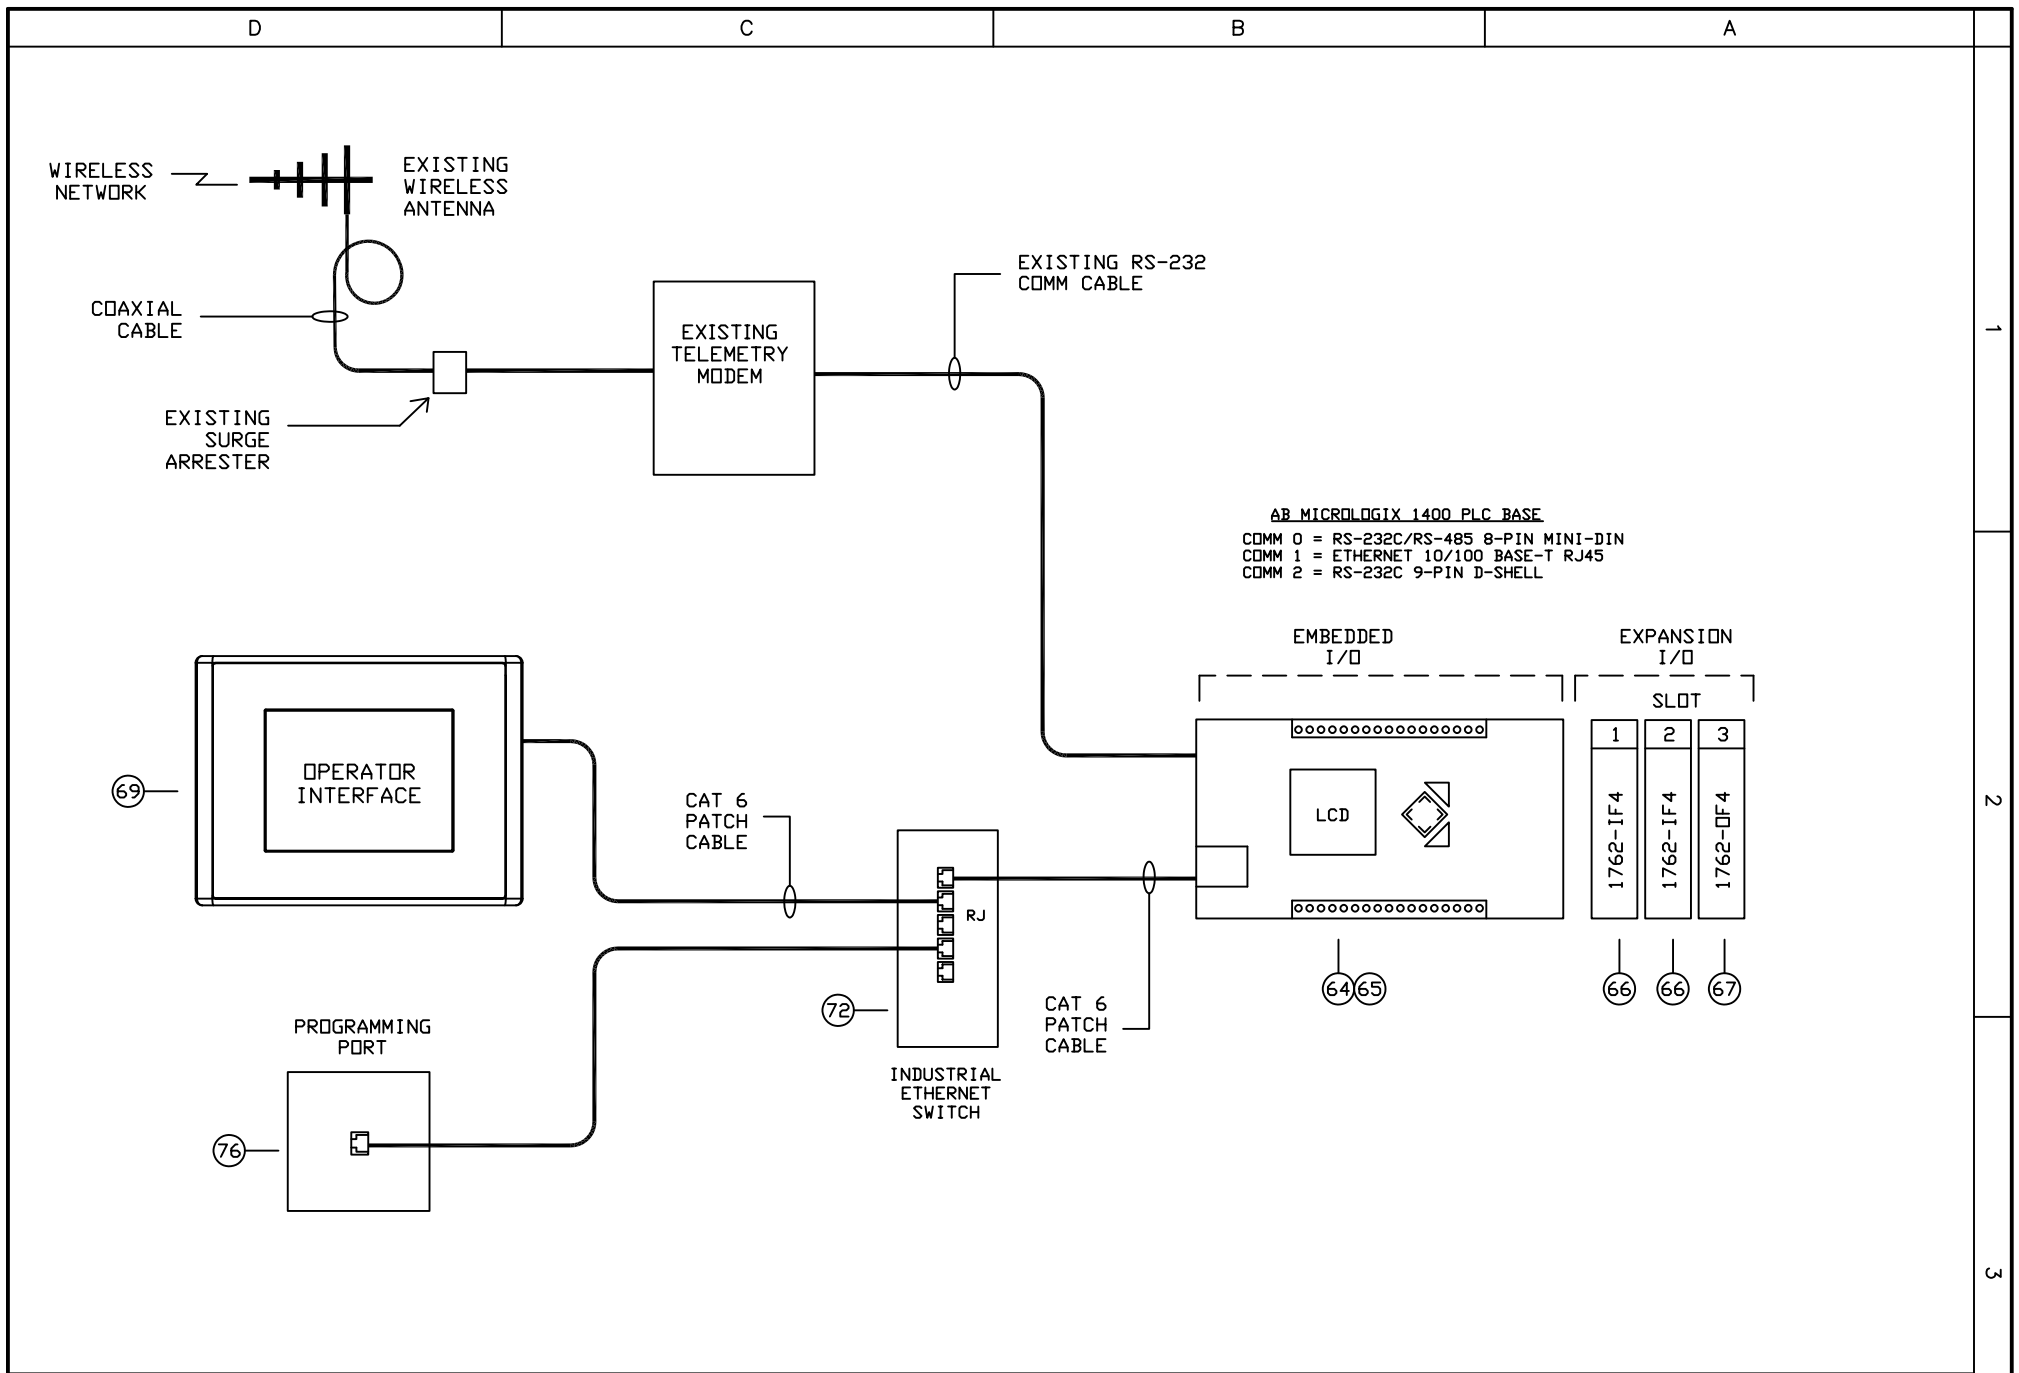 D
C
B
A
WIRELESS
NETWORK
EXISTING
WIRELESS
ANTENNA
COAXIAL
CABLE
EXISTING
SURGE
ARRESTER
EXISTING
TELEMETRY
MODEM
EXISTING RS-232
COMM CABLE
1
AB MICROLOGIX 1400 PLC BASE
COMM 0 = RS-232C/RS-485 8-PIN MINI-DIN
COMM 1 = ETHERNET 10/100 BASE-T RJ45
COMM 2 = RS-232C 9-PIN D-SHELL
EMBEDDED
I/O
EXPANSION
I/O
SLOT
1
2
3
1762-IF4
1762-IF4
1762-OF4
LCD
64
65
66
66
67
2
69
OPERATOR
INTERFACE
CAT 6
PATCH
CABLE
RJ
72
CAT 6
PATCH
CABLE
INDUSTRIAL
ETHERNET
SWITCH
PROGRAMMING
PORT
76
3